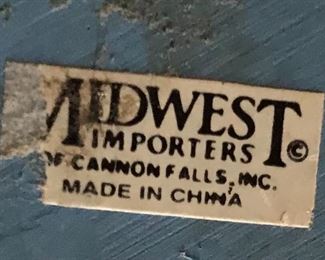 MIDWEST
IMPORTERS ©
OF CANNON FALLS, INC.
MADE IN CHINA